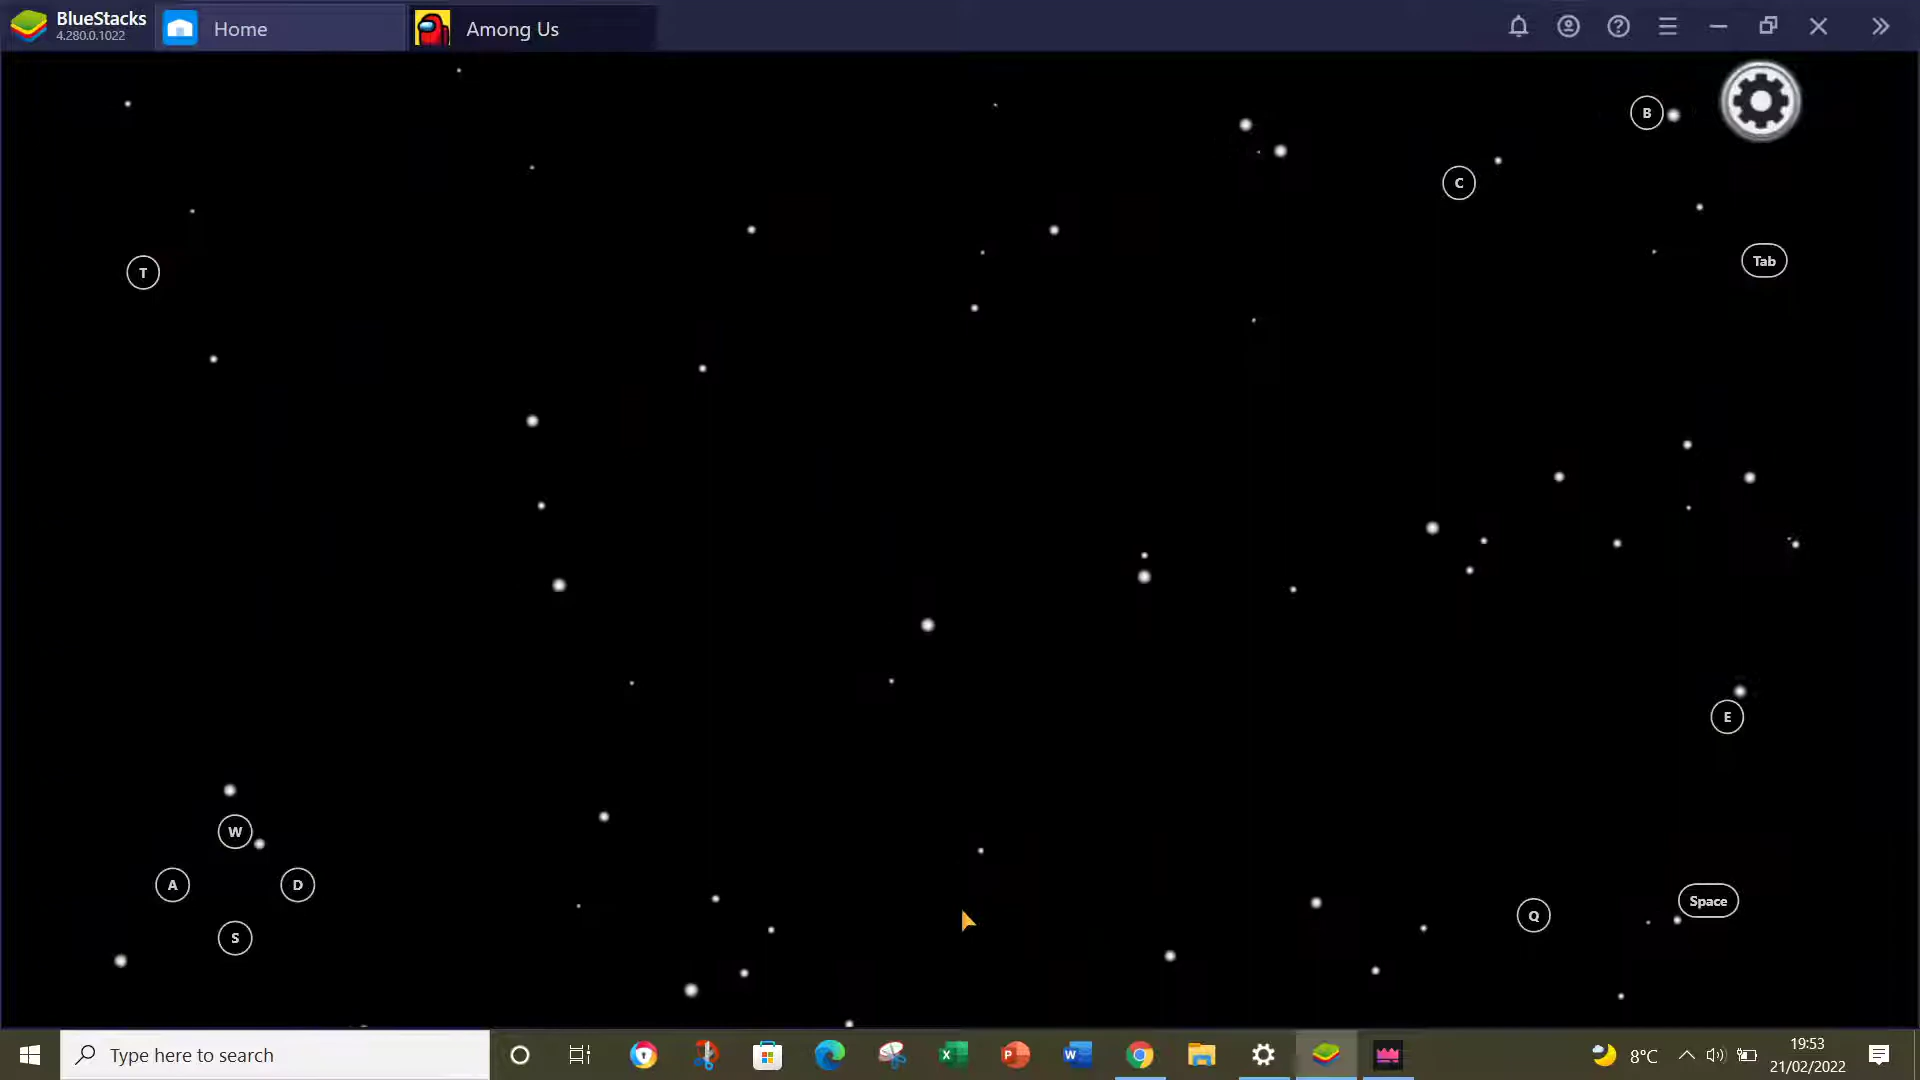 BlueStacks
4.280.0.1022
Home
Among Us
B
C
T
Tab
E
W
A
D
S
Q
Space
Type here to search
8°C
19:53
21/02/2022